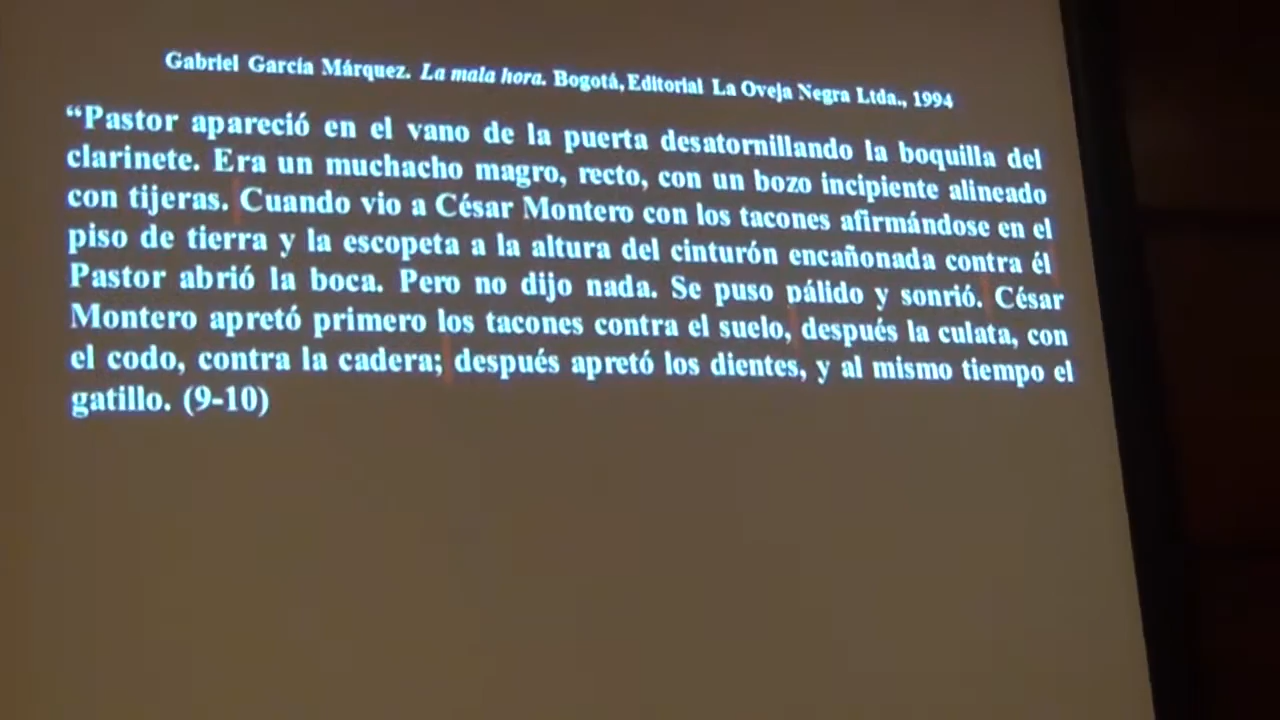 Gabriel García Márquez. La mala hora. Bogotá, Editorial La Oveja Negra Ltda., 1994
“Pastor apareció en el vano de la puerta desatornillando la boquilla del
clarinete. Era un muchacho magro, recto, con un bozo incipiente alineado
con tijeras. Cuando vio a César Montero con los tacones afirmándose en el
piso de tierra y la escopeta a la altura del cinturón encañonada contra él
Pastor abrió la boca. Pero no dijo nada. Se puso pálido y sonrió. César
Montero apretó primero los tacones contra el suelo, después la culata, con
el codo, contra la cadera; después apretó los dientes, y al mismo tiempo el
gatillo. (9-10)